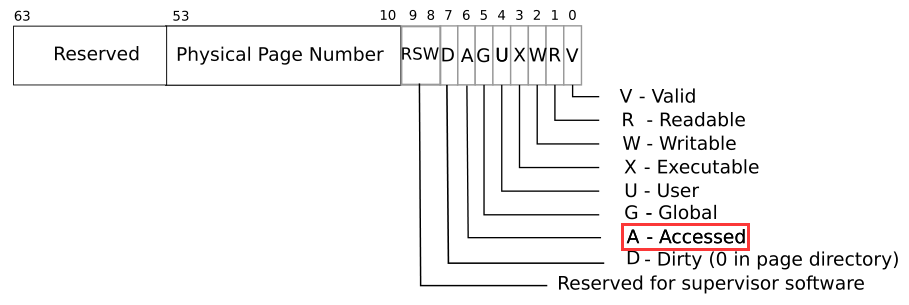 63 53 10 9 8 7 6 5 4 3 2 1 0
Reserved Physical Page Number RSW D A G U X W R V
V - Valid
R - Readable
W - Writable
X - Executable
U - User
G - Global
A - Accessed
D - Dirty (0 in page directory)
Reserved for supervisor software